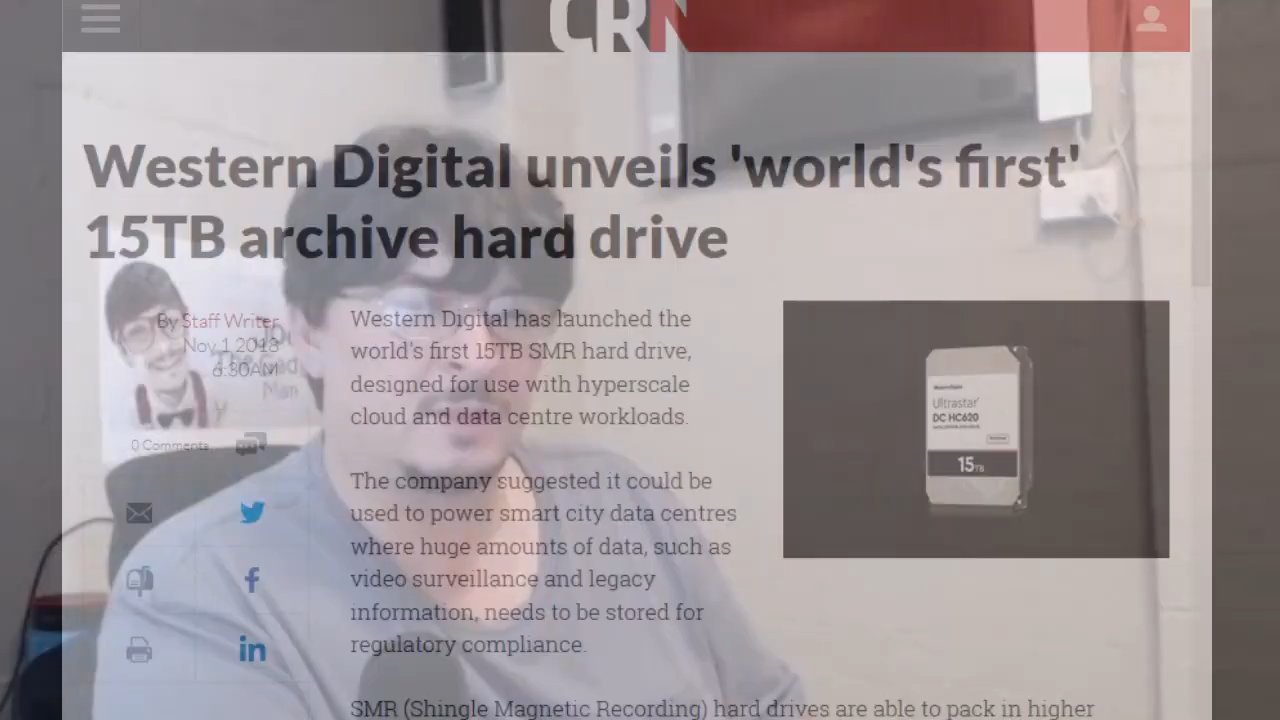 CRN
Western Digital unveils 'world's first'
15TB archive hard drive
By Staff Writer
Nov 1 2018
6:30AM
0 Comments
Western Digital has launched the
world's first 15TB SMR hard drive,
designed for use with hyperscale
cloud and data centre workloads.
Ultrastar
DC HC620
15TB
The company suggested it could be
used to power smart city data centres
where huge amounts of data, such as
video surveillance and legacy
information, needs to be stored for
regulatory compliance.
SMR (Shingle Magnetic Recording) hard drives are able to pack in higher